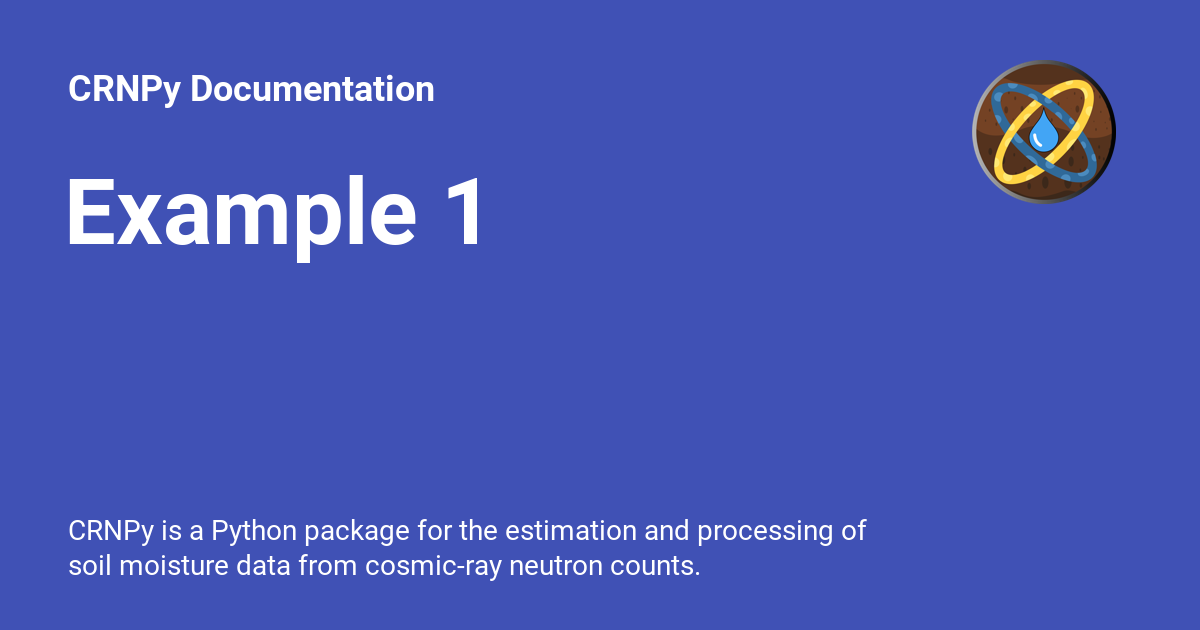 CRNPy Documentation
Example 1
CRNPy is a Python package for the estimation and processing of
soil moisture data from cosmic-ray neutron counts.